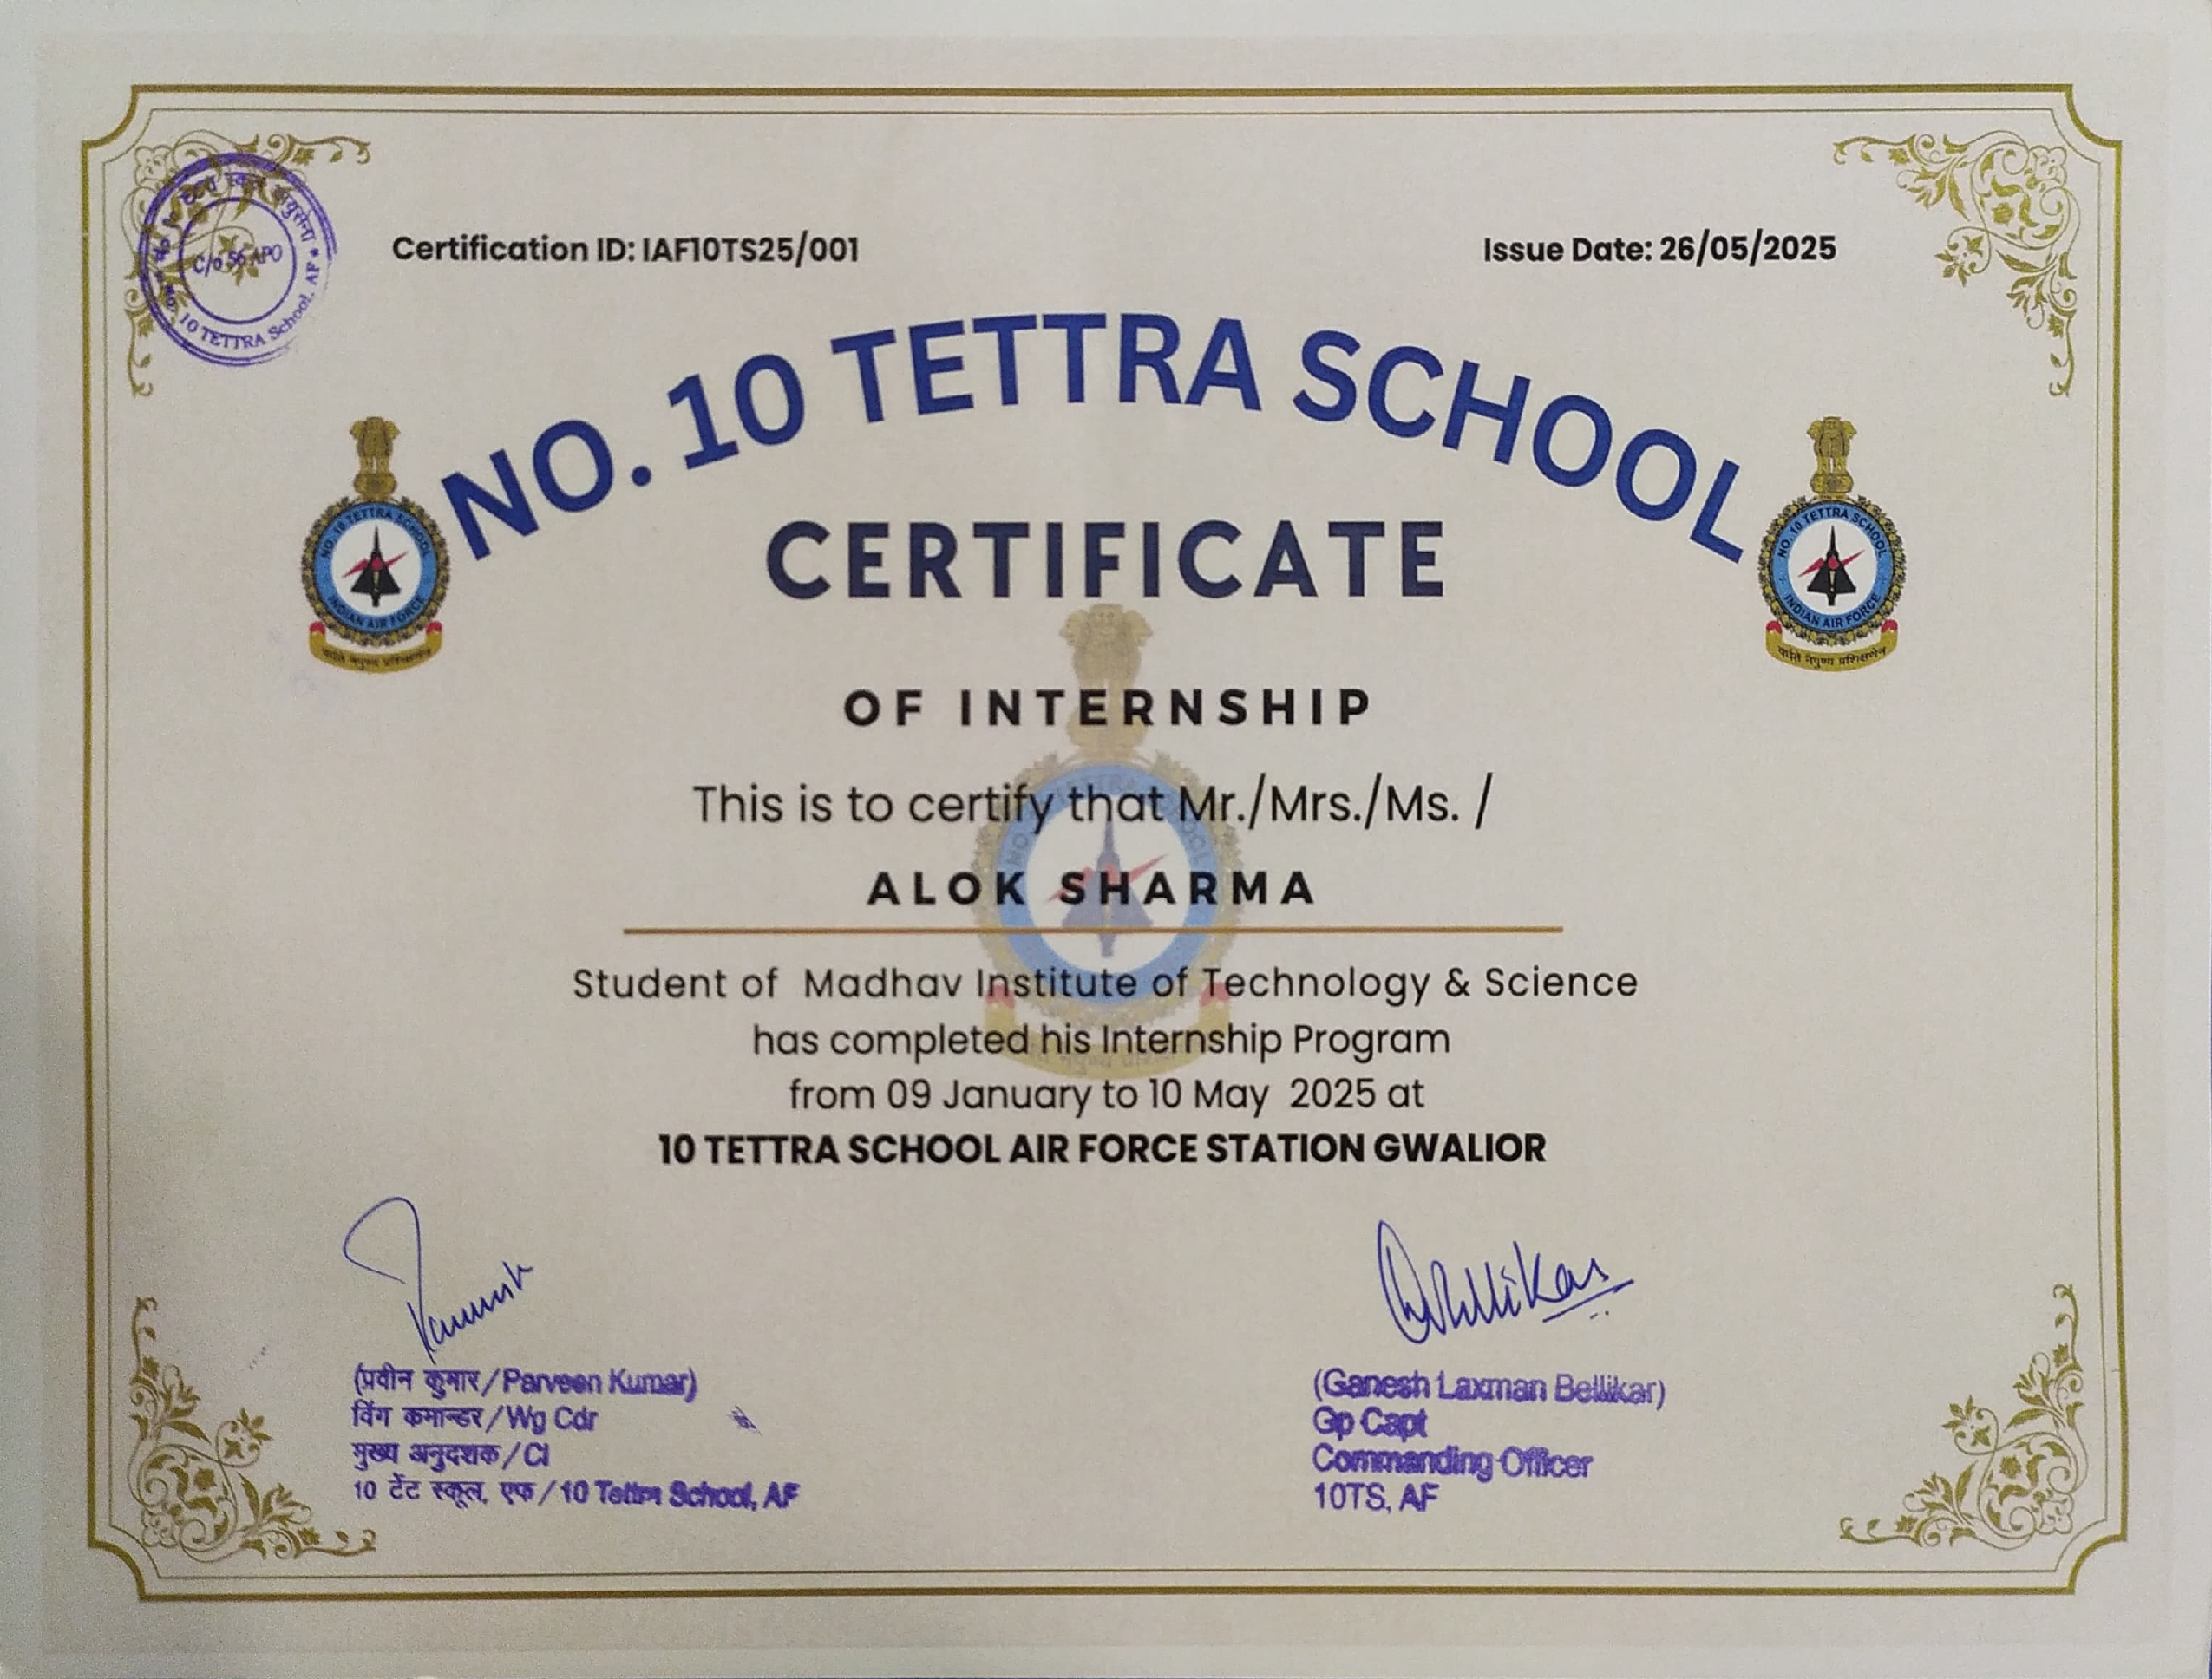 C/o 56 APO
NO. 10 TETTRA School, AF
Certification ID: IAF10TS25/001
Issue Date: 26/05/2025
NO. 10 TETTRA SCHOOL
NO. 10 TETTRA SCHOOL
INDIAN AIR FORCE
NO. 10 TETTRA SCHOOL
INDIAN AIR FORCE
CERTIFICATE
OF INTERNSHIP
This is to certify that Mr./Mrs./Ms. /
ALOK SHARMA
Student of Madhav Institute of Technology & Science
has completed his Internship Program
from 09 January to 10 May 2025 at
10 TETTRA SCHOOL AIR FORCE STATION GWALIOR
(प्रवीन कुमार/Parveen Kumar)
विंग कमान्डर/Wg Cdr
मुख्य अनुदशक/CI
10 टेंट स्कूल, एफ/10 Tettra School, AF
(Ganesh Laxman Bellikar)
Gp Capt
Commanding Officer
10TS, AF